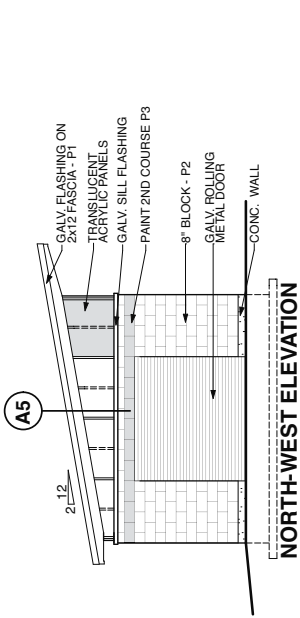 A5
12
2
GALV. FLASHING ON
2x12 FASCIA - P1
TRANSLUCENT
ACRYLIC PANELS
GALV. SILL FLASHING
PAINT 2ND COURSE P3
8" BLOCK - P2
GALV. ROLLING
METAL DOOR
CONC. WALL
NORTH-WEST ELEVATION